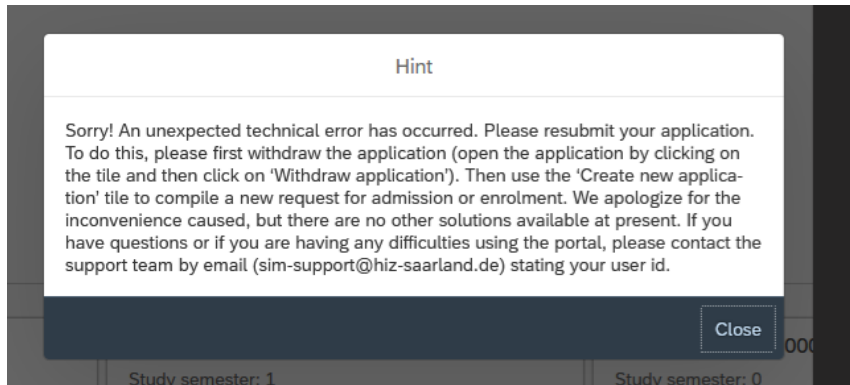 Hint
Sorry! An unexpected technical error has occurred. Please resubmit your application.
To do this, please first withdraw the application (open the application by clicking on
the tile and then click on ‘Withdraw application’). Then use the ‘Create new applica-
tion’ tile to compile a new request for admission or enrolment. We apologize for the
inconvenience caused, but there are no other solutions available at present. If you
have questions or if you are having any difficulties using the portal, please contact the
support team by email (sim-support@hiz-saarland.de) stating your user id.
Close
Study semester: 1
Study semester: 0